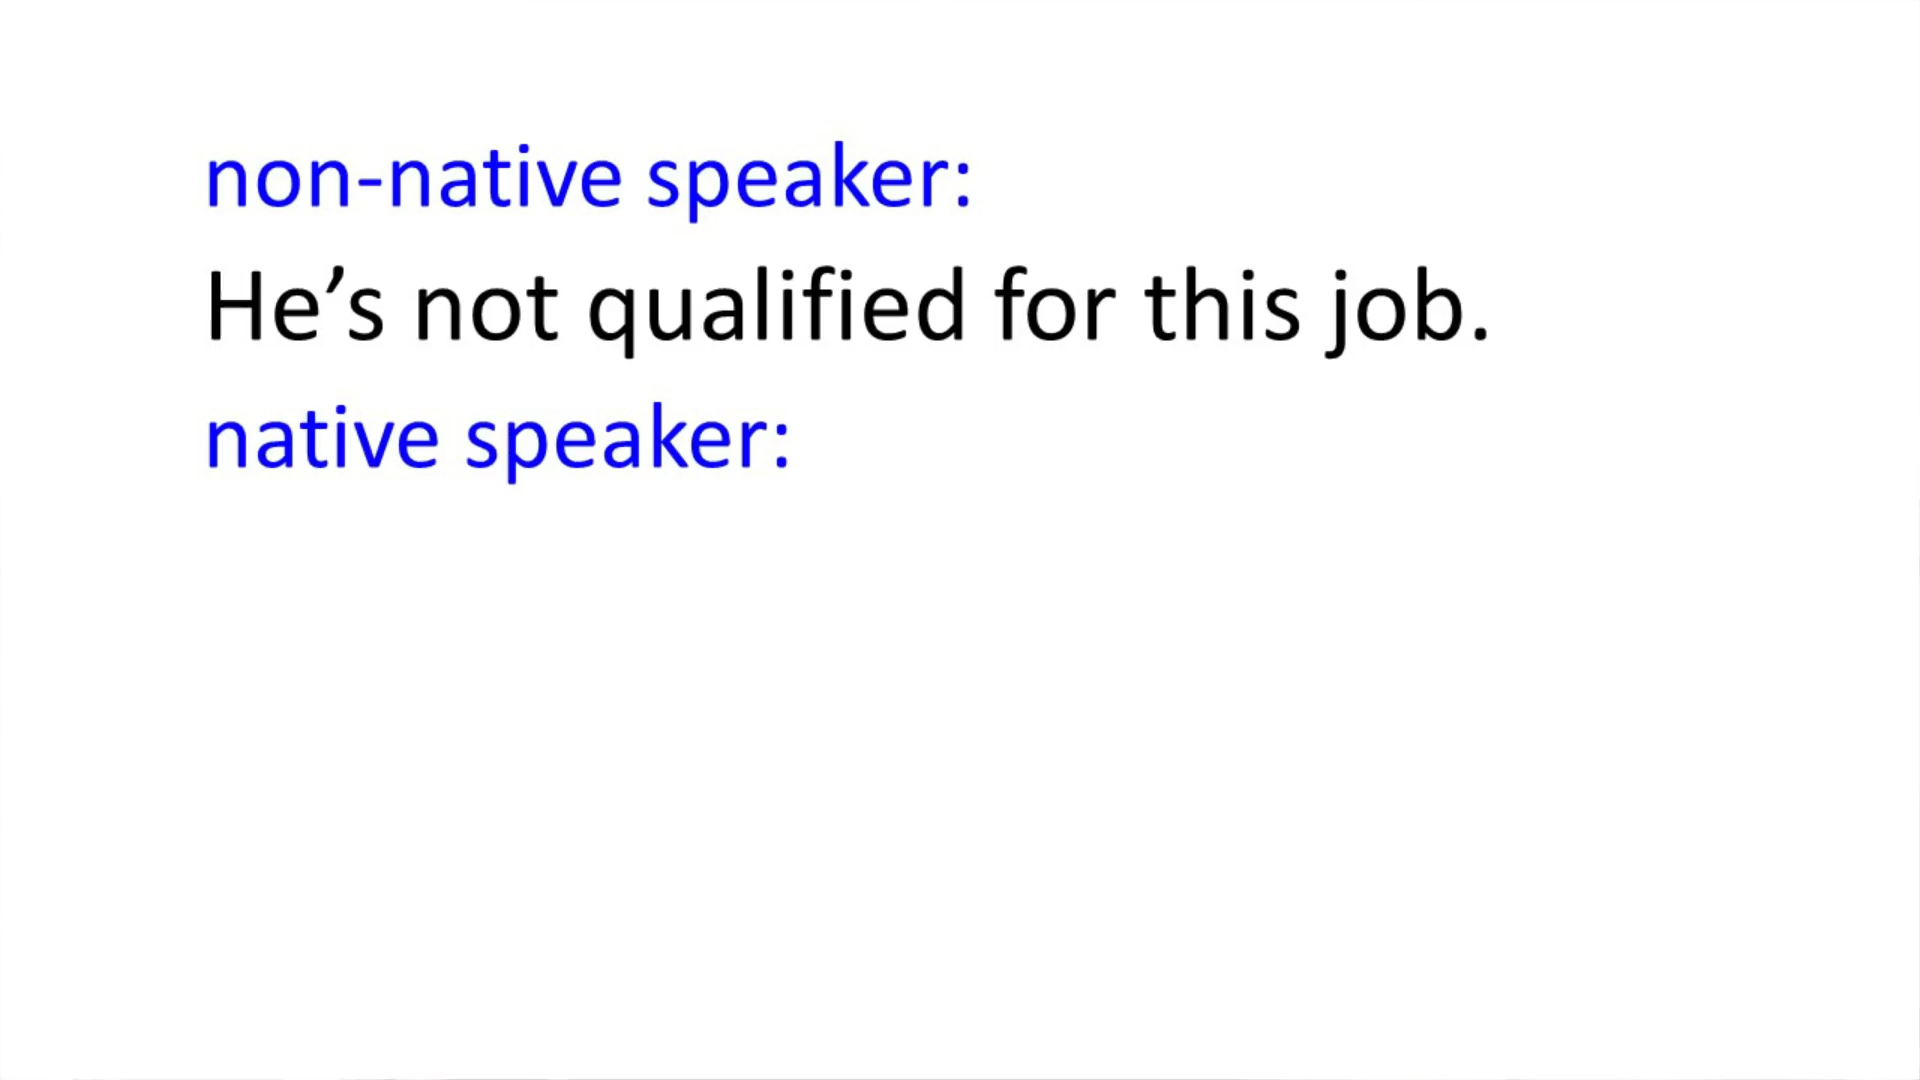 non-native speaker:
He’s not qualified for this job.
native speaker: